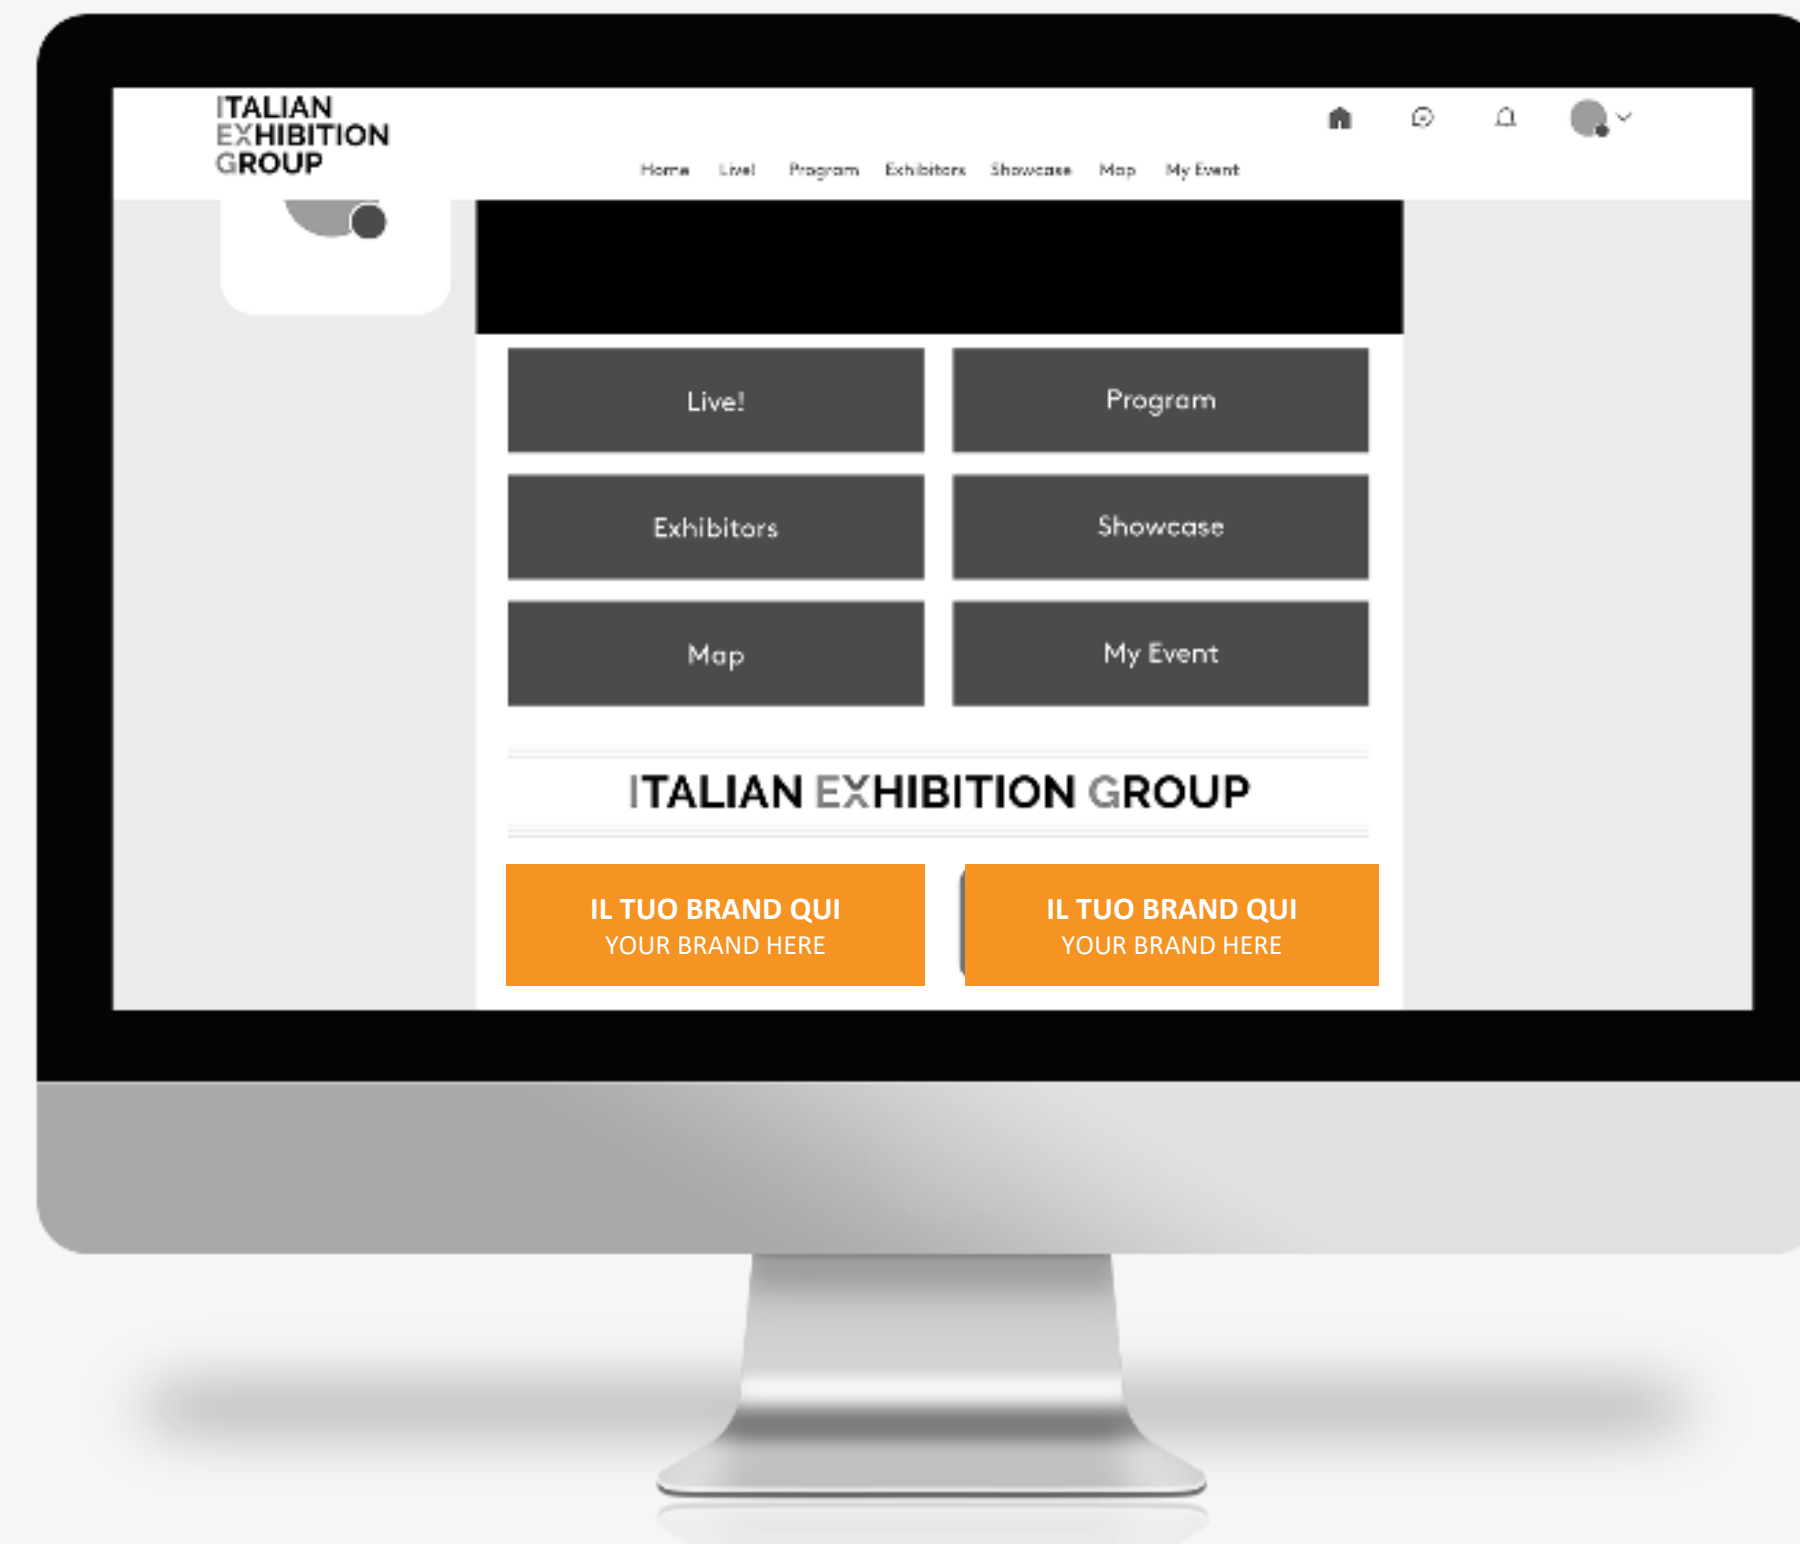 ITALIAN
EXHIBITION
GROUP
Home Live! Program Exhibitors Showcase Map My Event
Live! Program
Exhibitors Showcase
Map My Event
ITALIAN EXHIBITION GROUP
IL TUO BRAND QUI
YOUR BRAND HERE
IL TUO BRAND QUI
YOUR BRAND HERE